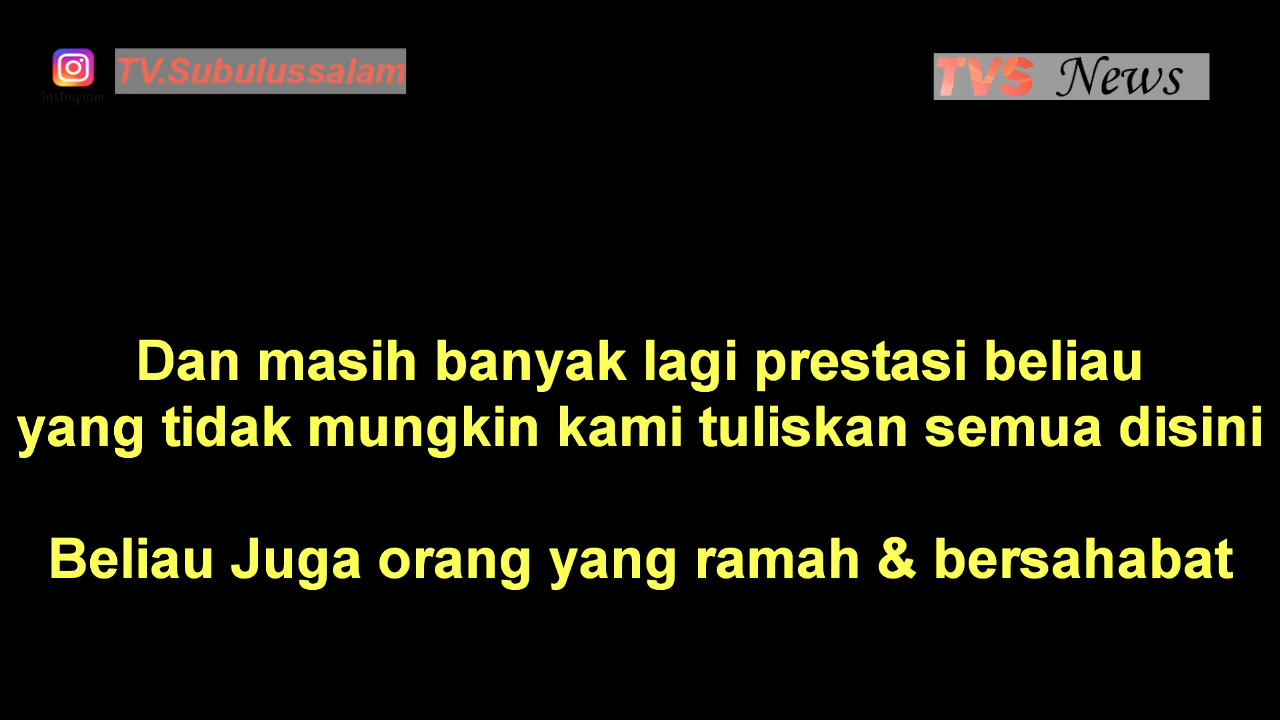 TV.Subulussalam
Instagram
TVS News
Dan masih banyak lagi prestasi beliau
yang tidak mungkin kami tuliskan semua disini
Beliau Juga orang yang ramah & bersahabat